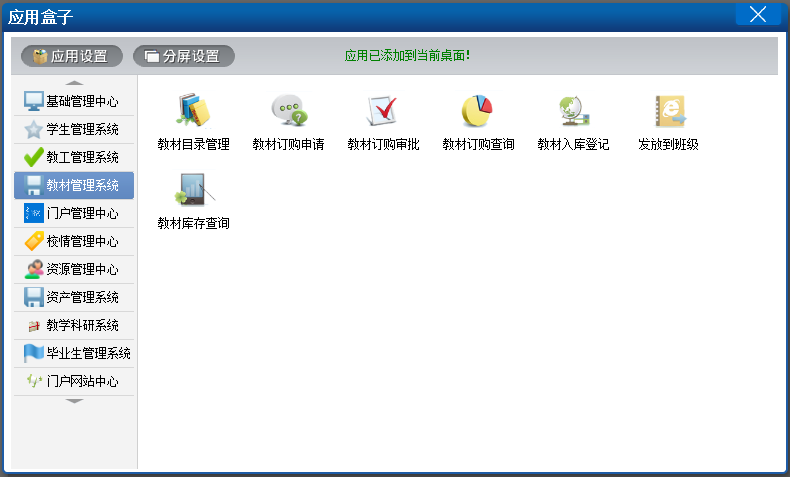 应用盒子
应用设置
分屏设置
应用已添加到当前桌面!
基础管理中心
学生管理系统
教工管理系统
教材管理系统
门户管理中心
校情管理中心
资源管理中心
资产管理系统
教学科研系统
毕业生管理系统
门户网站中心
教材目录管理
教材订购申请
教材订购审批
教材订购查询
教材入库登记
发放到班级
教材库存查询